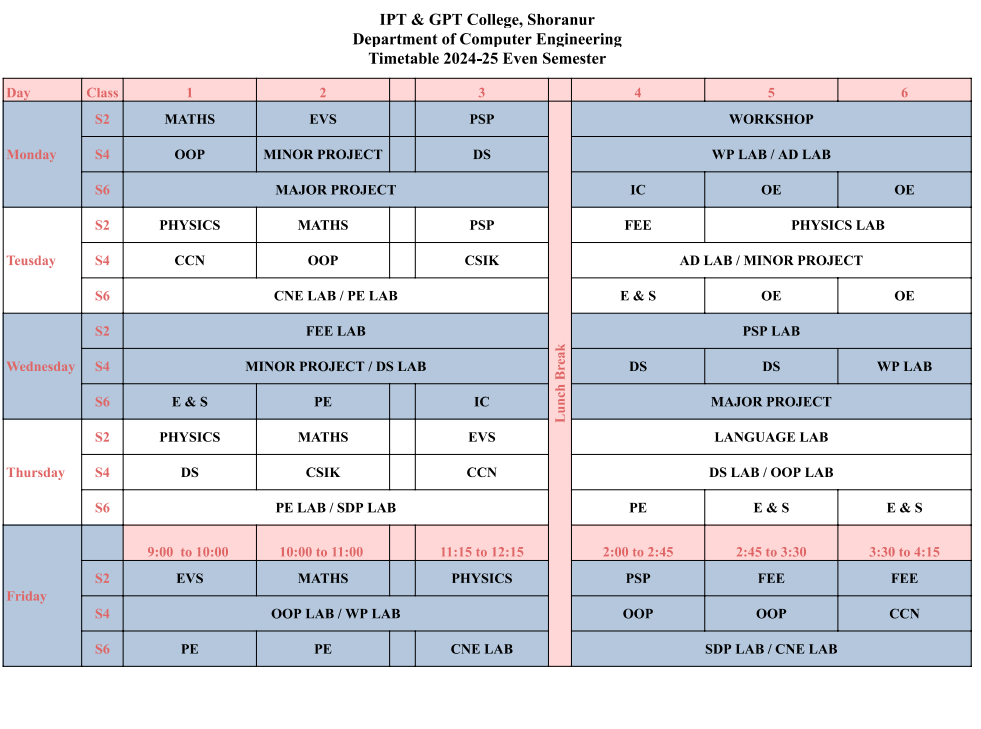 IPT & GPT College, Shoranur
Department of Computer Engineering
Timetable 2024-25 Even Semester
Day Class 1 2 3 4 5 6
Monday
S2 MATHS EVS PSP WORKSHOP
S4 OOP MINOR PROJECT DS WP LAB / AD LAB
S6 MAJOR PROJECT IC OE OE
Teusday
S2 PHYSICS MATHS PSP FEE PHYSICS LAB
S4 CCN OOP CSIK AD LAB / MINOR PROJECT
S6 CNE LAB / PE LAB E & S OE OE
Wednesday
S2 FEE LAB PSP LAB
S4 MINOR PROJECT / DS LAB DS DS WP LAB
S6 E & S PE IC MAJOR PROJECT
Lunch Break
Thursday
S2 PHYSICS MATHS EVS LANGUAGE LAB
S4 DS CSIK CCN DS LAB / OOP LAB
S6 PE LAB / SDP LAB PE E & S E & S
Friday
9:00 to 10:00 10:00 to 11:00 11:15 to 12:15 2:00 to 2:45 2:45 to 3:30 3:30 to 4:15
S2 EVS MATHS PHYSICS PSP FEE FEE
S4 OOP LAB / WP LAB OOP OOP CCN
S6 PE PE CNE LAB SDP LAB / CNE LAB